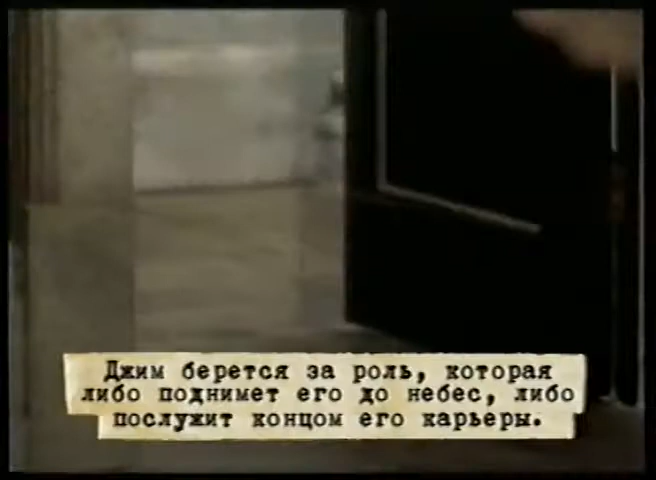 Джим берется за роль, которая
либо поднимет его до небес, либо
послужит концом его карьеры.